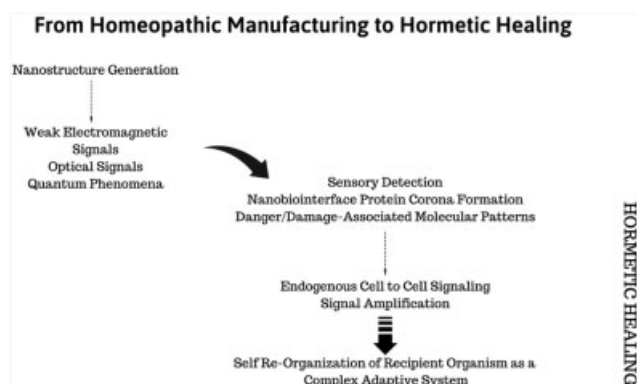 From Homeopathic Manufacturing to Hormetic Healing
Nanostructure Generation
Weak Electromagnetic
Signals
Optical Signals
Quantum Phenomena
Sensory Detection
Nanobiointerface Protein Corona Formation
Danger/Damage-Associated Molecular Patterns
Endogenous Cell to Cell Signaling
Signal Amplification
Self Re-Organization of Recipient Organism as a
Complex Adaptive System
HORMETIC HEALING